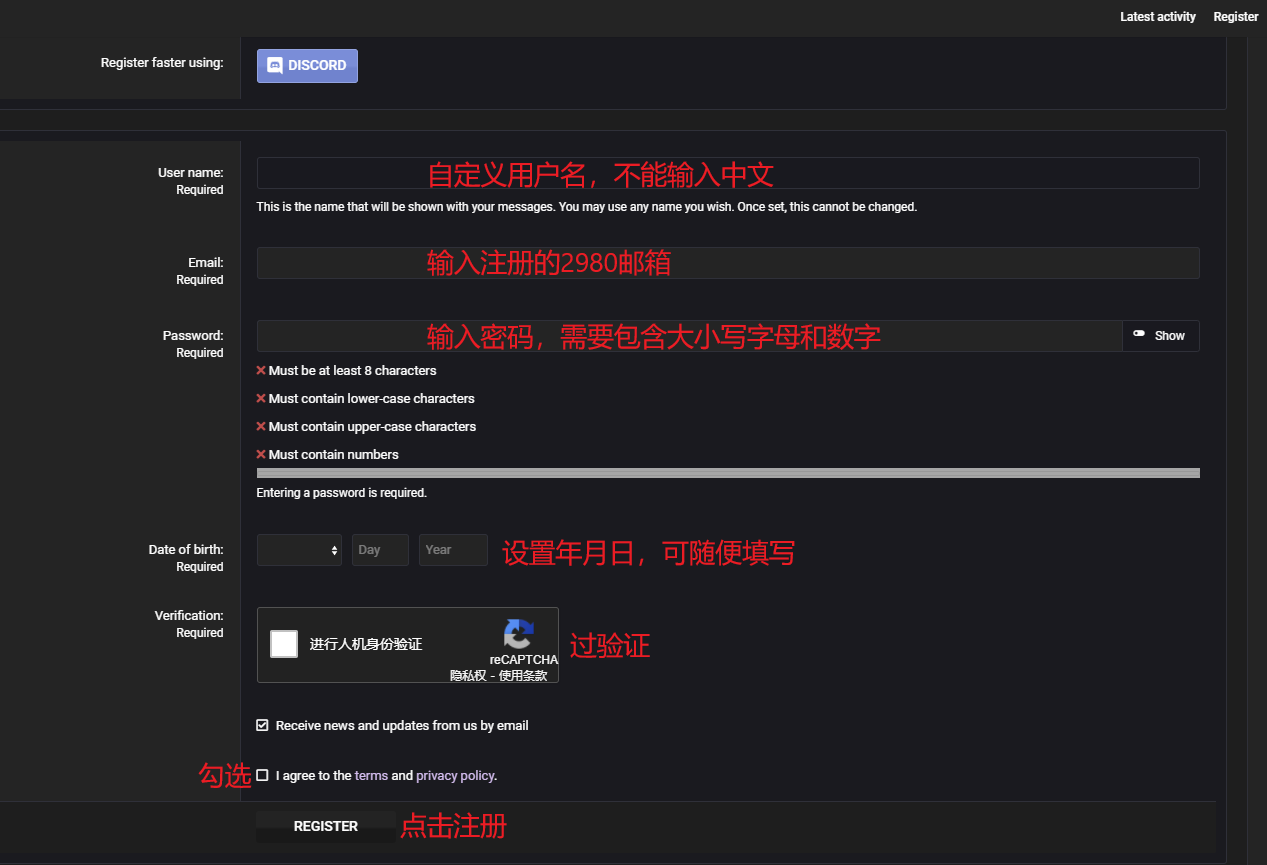 Latest activity Register
Register faster using: DISCORD
User name: 自定义用户名，不能输入中文
Required
This is the name that will be shown with your messages. You may use any name you wish. Once set, this cannot be changed.
Email: 输入注册的2980邮箱
Required
Password: 输入密码，需要包含大小写字母和数字 Show
Required
Must be at least 8 characters
Must contain lower-case characters
Must contain upper-case characters
Must contain numbers
Entering a password is required.
Date of birth: Day Year 设置年月日，可随便填写
Required
Verification:
Required
进行人机身份验证 过验证
reCAPTCHA
隐私权 - 使用条款
Receive news and updates from us by email
勾选 I agree to the terms and privacy policy.
REGISTER 点击注册